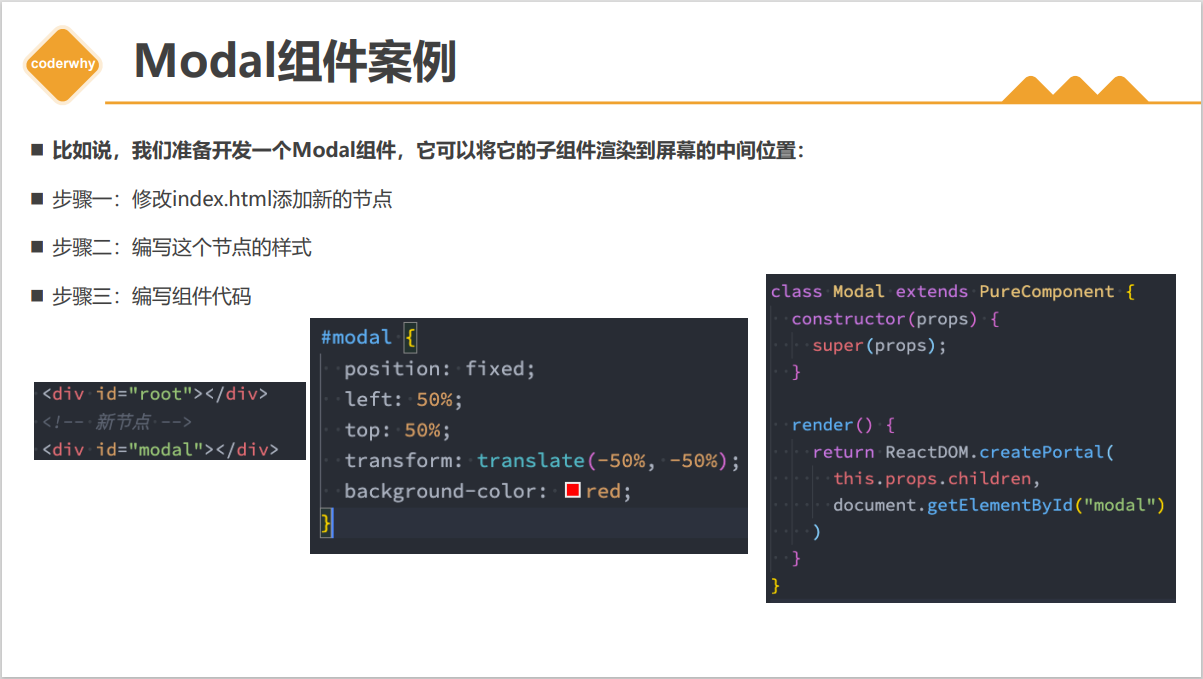 coderwhy
Modal组件案例
比如说，我们准备开发一个Modal组件，它可以将它的子组件渲染到屏幕的中间位置：
步骤一：修改index.html添加新的节点
步骤二：编写这个节点的样式
步骤三：编写组件代码
<div id="root"></div>
<!-- 新节点 -->
<div id="modal"></div>
#modal {
  position: fixed;
  left: 50%;
  top: 50%;
  transform: translate(-50%, -50%);
  background-color: red;
}
class Modal extends PureComponent {
  constructor(props) {
    super(props);
  }

  render() {
    return ReactDOM.createPortal(
      this.props.children,
      document.getElementById("modal")
    )
  }
}